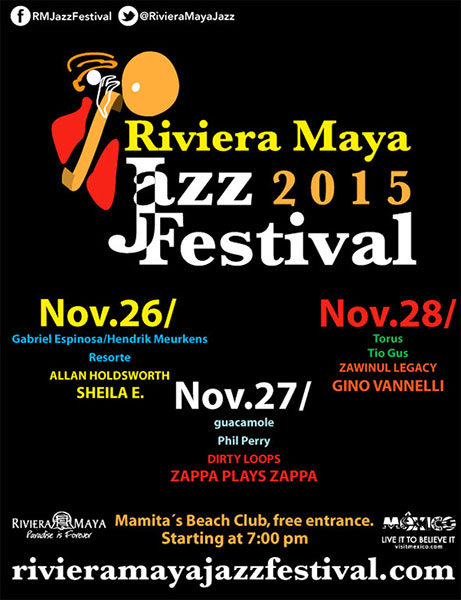 RMJazzFestival @RivieraMayaJazz
Riviera Maya
Jazz 2015
Festival
Nov.26/
Gabriel Espinosa/Hendrik Meurkens
Resorte
ALLAN HOLDSWORTH
SHEILA E.
Nov.27/
guacamole
Phil Perry
DIRTY LOOPS
ZAPPA PLAYS ZAPPA
Nov.28/
Torus
Tio Gus
ZAWINUL LEGACY
GINO VANNELLI
RIVIERA MAYA
Paradise is Forever
Mamita´s Beach Club, free entrance.
Starting at 7:00 pm
MÉXICO
LIVE IT TO BELIEVE IT
visitmexico.com
rivieramayajazzfestival.com